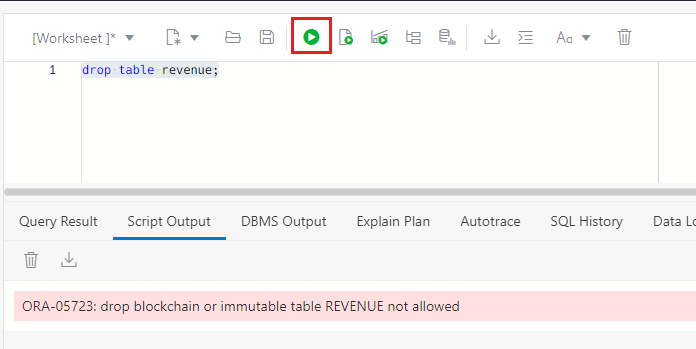 [Worksheet ]*
Aa
1 drop table revenue;
Query Result Script Output DBMS Output Explain Plan Autotrace SQL History Data Lo
ORA-05723: drop blockchain or immutable table REVENUE not allowed